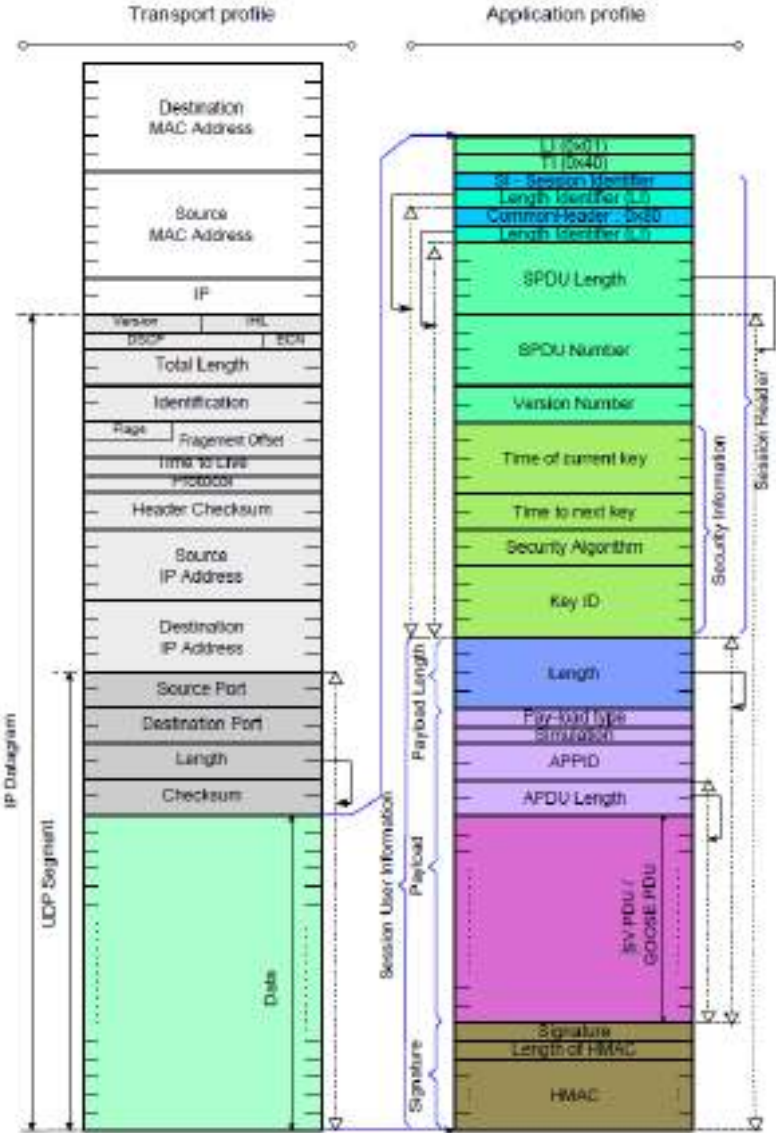 Transport profile
Application profile
Destination
MAC Address
Source
MAC Address
IP
Version IHL
DSCP ECN
Total Length
Identification
Flags
Fragement Offset
Time to Live
Protocol
Header Checksum
Source
IP Address
Destination
IP Address
Source Port
Destination Port
Length
Checksum
Data
IP Datagram
UDP Segment
LI (0x01)
TI (0x40)
SI - Session Identifier
Length Identifier (LI)
CommonHeader : 0x80
Length Identifier (LI)
SPDU Length
SPDU Number
Version Number
Time of current key
Time to next key
Security Algorithm
Key ID
Length
Pay-load type
Simulation
APPID
APDU Length
SV PDU /
GOOSE PDU
Signature
Length of HMAC
HMAC
Session User Information
Payload Length
Payload
Signature
Security Information
Session Header